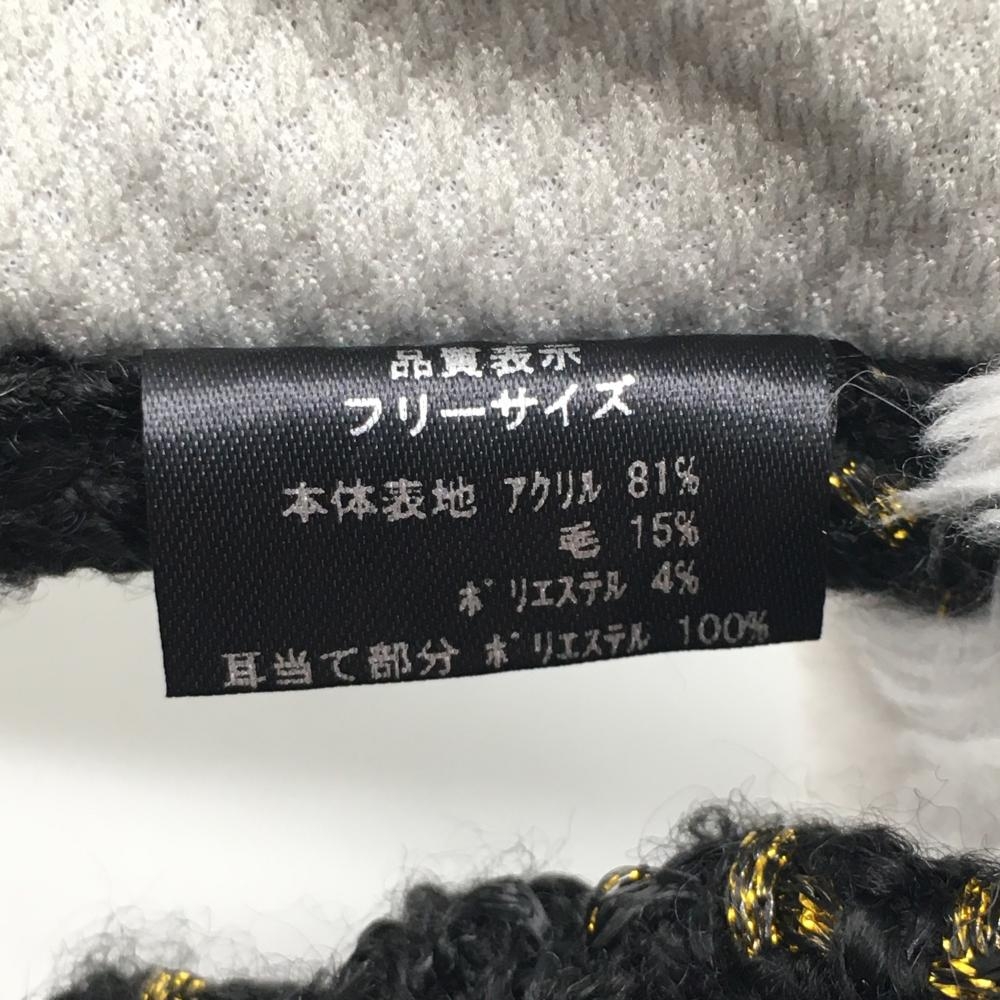 品質表示
フリーサイズ
本体表地 アクリル 81%
毛 15%
ポリエステル 4%
耳当て部分 ポリエステル 100%